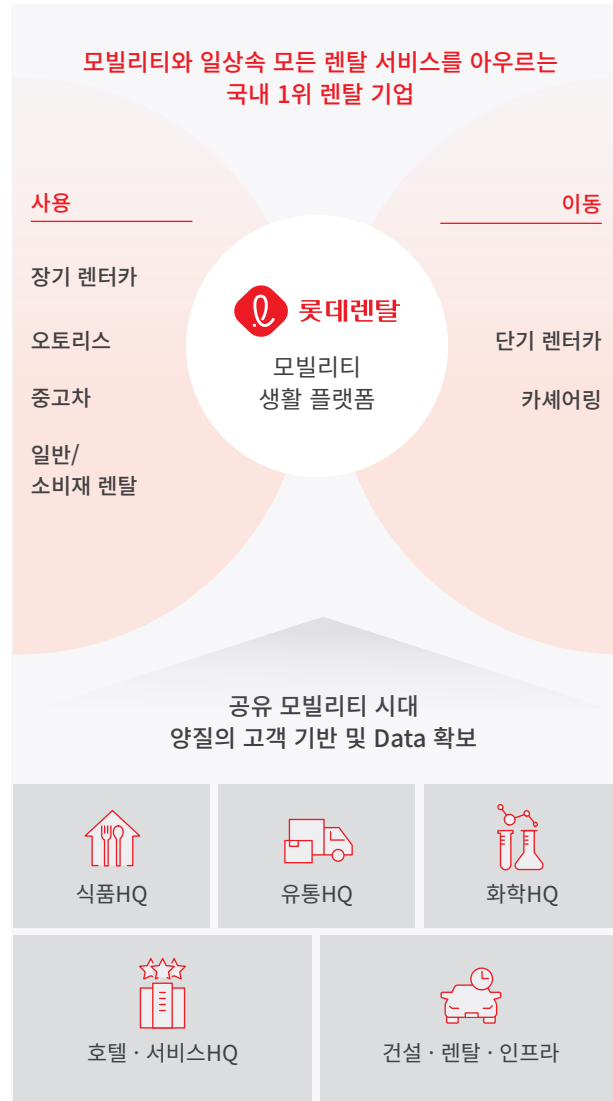 모빌리티와 일상속 모든 렌탈 서비스를 아우르는
국내 1위 렌탈 기업
사용
장기 렌터카
오토리스
중고차
일반/
소비재 렌탈
롯데렌탈
모빌리티
생활 플랫폼
이동
단기 렌터카
카셰어링
공유 모빌리티 시대
양질의 고객 기반 및 Data 확보
식품HQ
유통HQ
화학HQ
호텔 · 서비스HQ
건설 · 렌탈 · 인프라